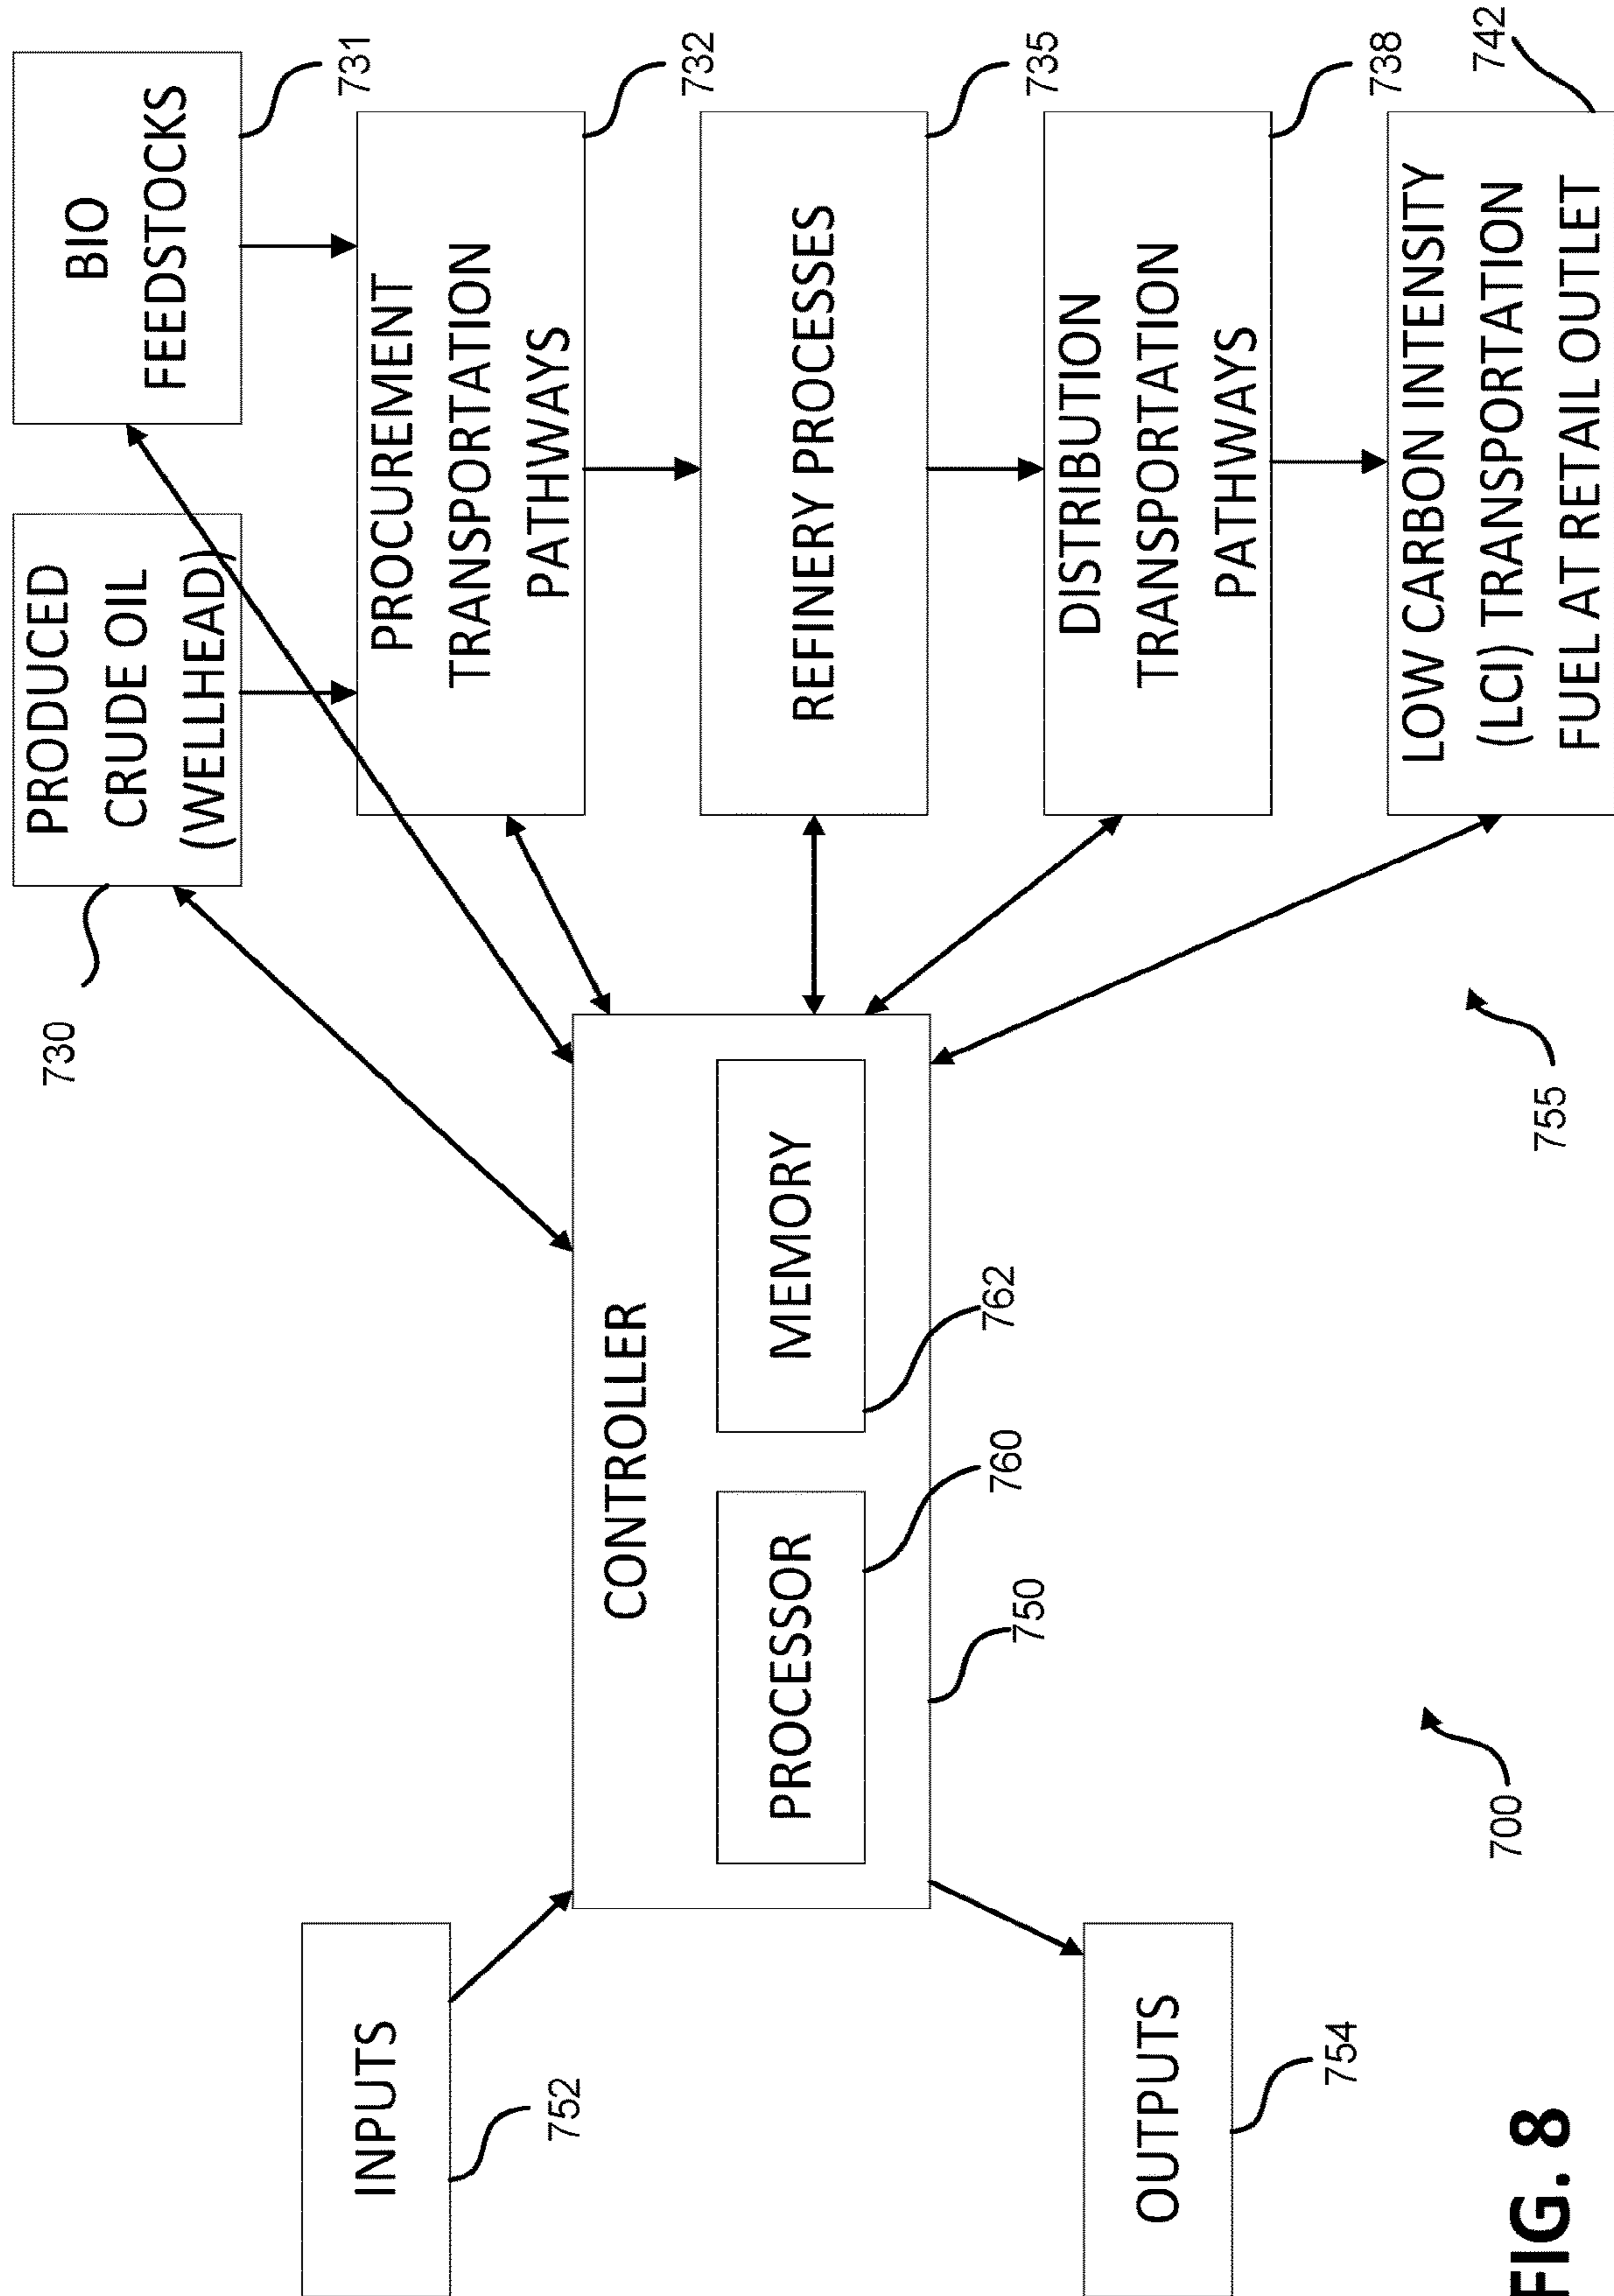 PRODUCED
CRUDE OIL
(WELLHEAD)
730
BIO
FEEDSTOCKS
731
PROCUREMENT
TRANSPORTATION
PATHWAYS
732
REFINERY PROCESSES
735
DISTRIBUTION
TRANSPORTATION
PATHWAYS
738
LOW CARBON INTENSITY
(LCI) TRANSPORTATION
FUEL AT RETAIL OUTLET
742
INPUTS
752
CONTROLLER
PROCESSOR
760
MEMORY
762
750
OUTPUTS
754
755
700
FIG. 8